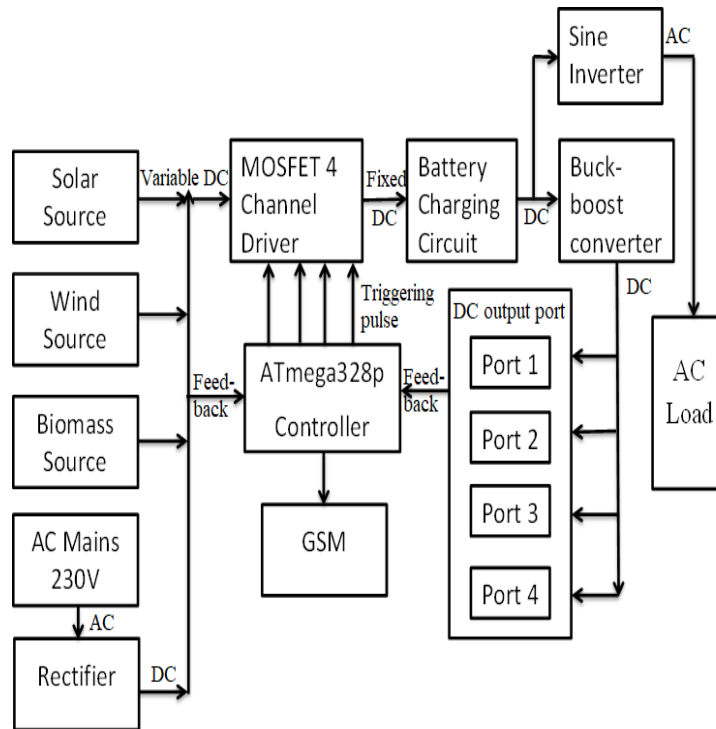 Solar
Source
Variable DC
MOSFET 4
Channel
Driver
Fixed
DC
Battery
Charging
Circuit
DC
Sine
Inverter
AC
Buck-
boost
converter
DC
Wind
Source
Triggering
pulse
Biomass
Source
Feed-
back
ATmega328p
Controller
Feed-
back
DC output port
Port 1
Port 2
Port 3
Port 4
AC
Load
GSM
AC Mains
230V
AC
Rectifier
DC